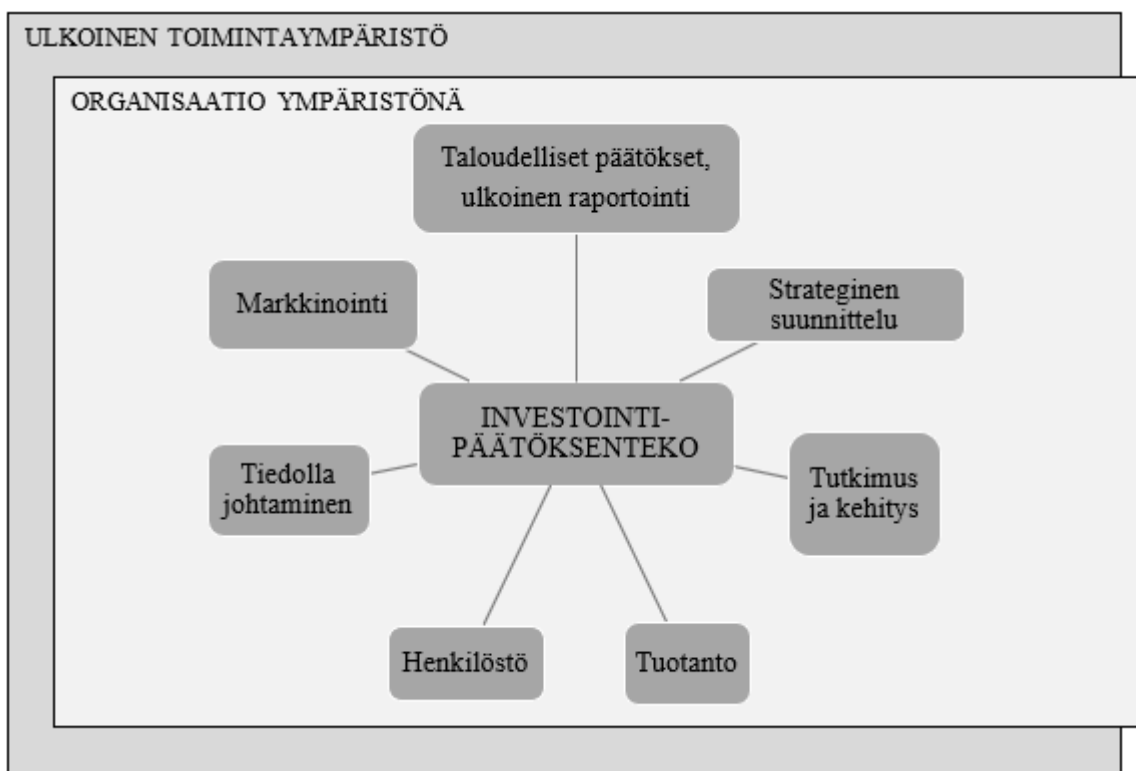 ULKOINEN TOIMINTAYMPÄRISTÖ
ORGANISAATIO YMPÄRISTÖNÄ
Taloudelliset päätökset,
ulkoinen raportointi
Markkinointi
Strateginen
suunnittelu
INVESTOINTI-
PÄÄTÖKSENTEKO
Tiedolla
johtaminen
Tutkimus
ja kehitys
Henkilöstö
Tuotanto